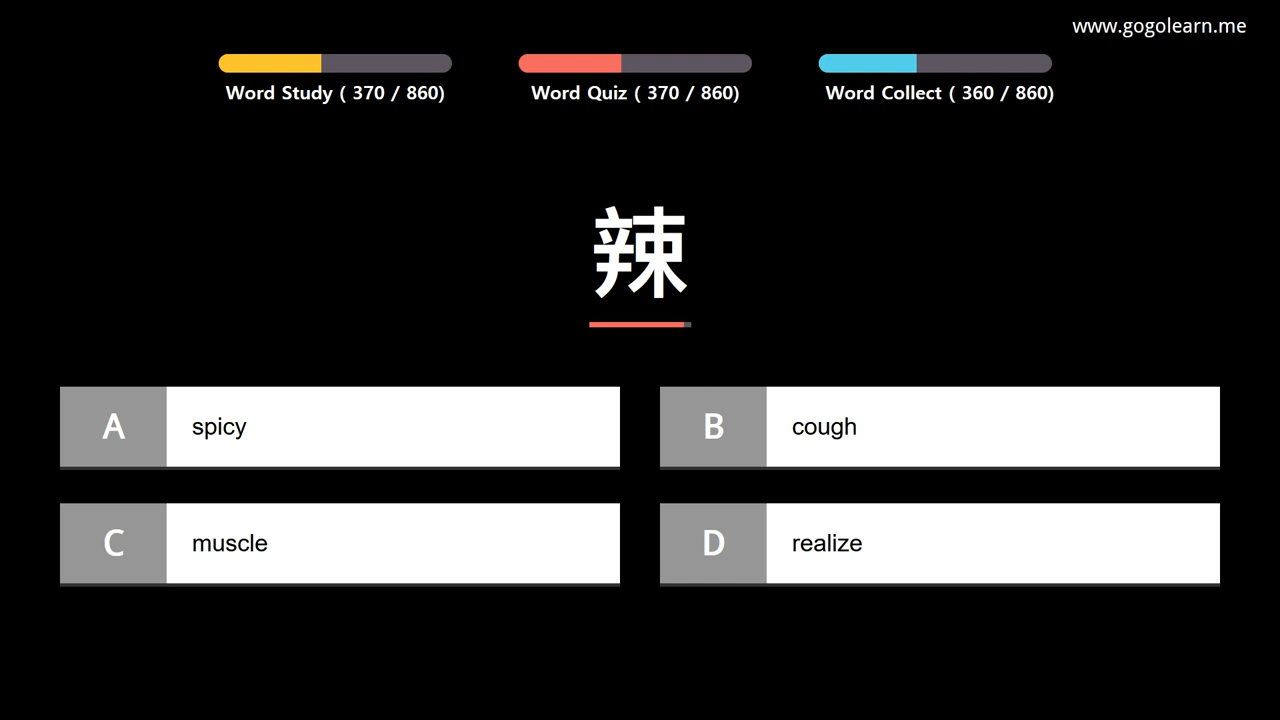 www.gogolearn.me
Word Study ( 370 / 860)
Word Quiz ( 370 / 860)
Word Collect ( 360 / 860)
辣
A spicy
B cough
C muscle
D realize